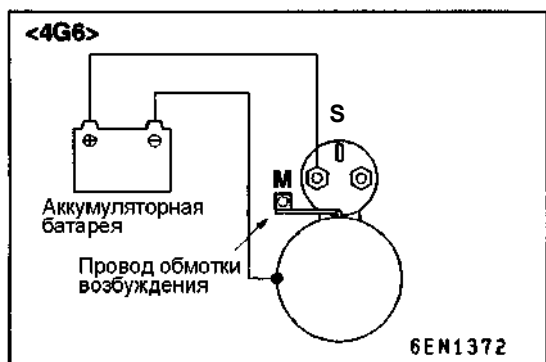 <4G6>
S
M
Аккумуляторная
батарея
Провод обмотки
возбуждения
6EN1372